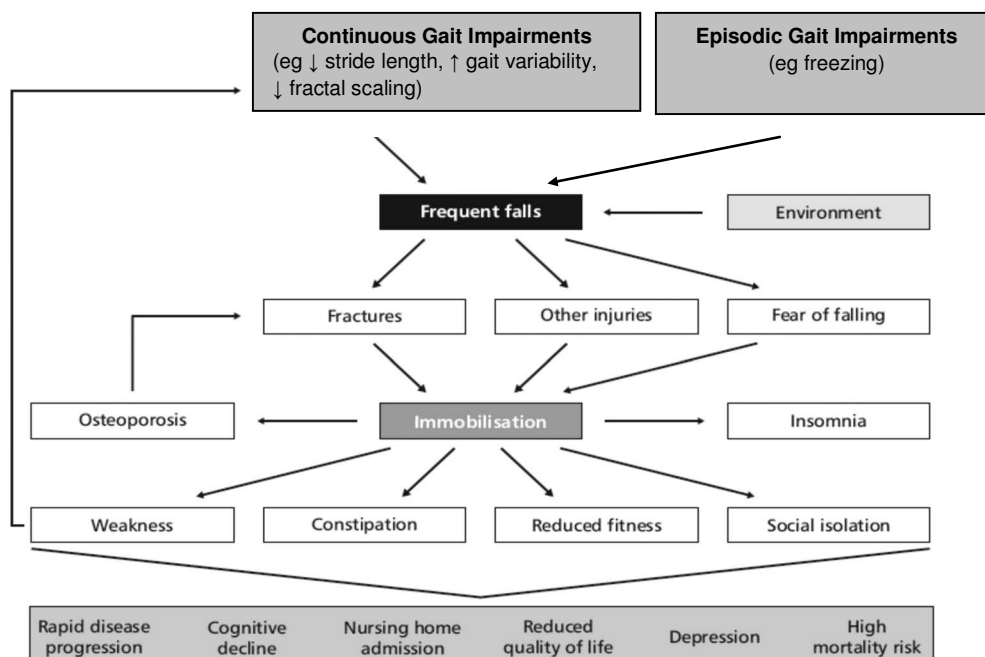 Continuous Gait Impairments
(eg ↓ stride length, ↑ gait variability,
↓ fractal scaling)
Episodic Gait Impairments
(eg freezing)
Frequent falls
Environment
Fractures
Other injuries
Fear of falling
Osteoporosis
Immobilisation
Insomnia
Weakness
Constipation
Reduced fitness
Social isolation
Rapid disease
progression
Cognitive
decline
Nursing home
admission
Reduced
quality of life
Depression
High
mortality risk